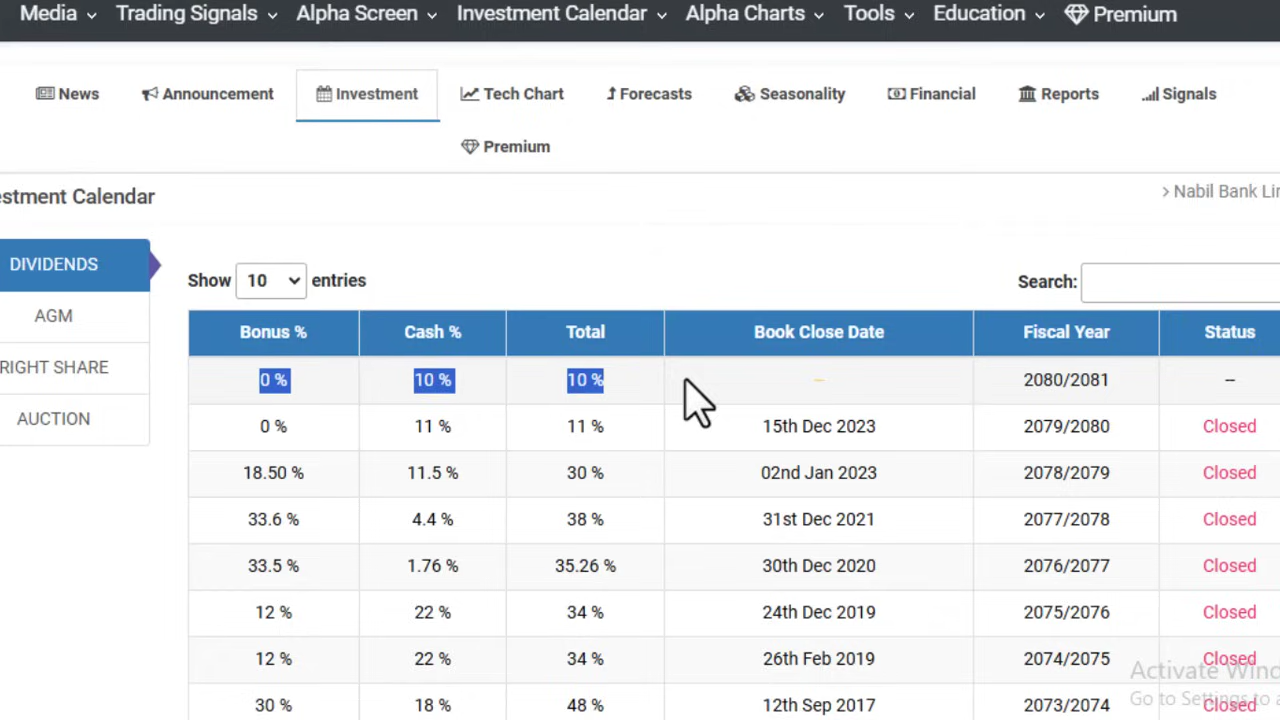 Media Trading Signals Alpha Screen Investment Calendar Alpha Charts Tools Education Premium
News Announcement Investment Tech Chart Forecasts Seasonality Financial Reports Signals
Premium
estment Calendar > Nabil Bank Lin
DIVIDENDS
AGM
RIGHT SHARE
AUCTION
Show 10 entries Search:
Bonus % Cash % Total Book Close Date Fiscal Year Status
0 % 10 % 10 % – 2080/2081 –
0 % 11 % 11 % 15th Dec 2023 2079/2080 Closed
18.50 % 11.5 % 30 % 02nd Jan 2023 2078/2079 Closed
33.6 % 4.4 % 38 % 31st Dec 2021 2077/2078 Closed
33.5 % 1.76 % 35.26 % 30th Dec 2020 2076/2077 Closed
12 % 22 % 34 % 24th Dec 2019 2075/2076 Closed
12 % 22 % 34 % 26th Feb 2019 2074/2075 Closed
30 % 18 % 48 % 12th Sep 2017 2073/2074 Closed
Activate Wind
Go to Settings to a